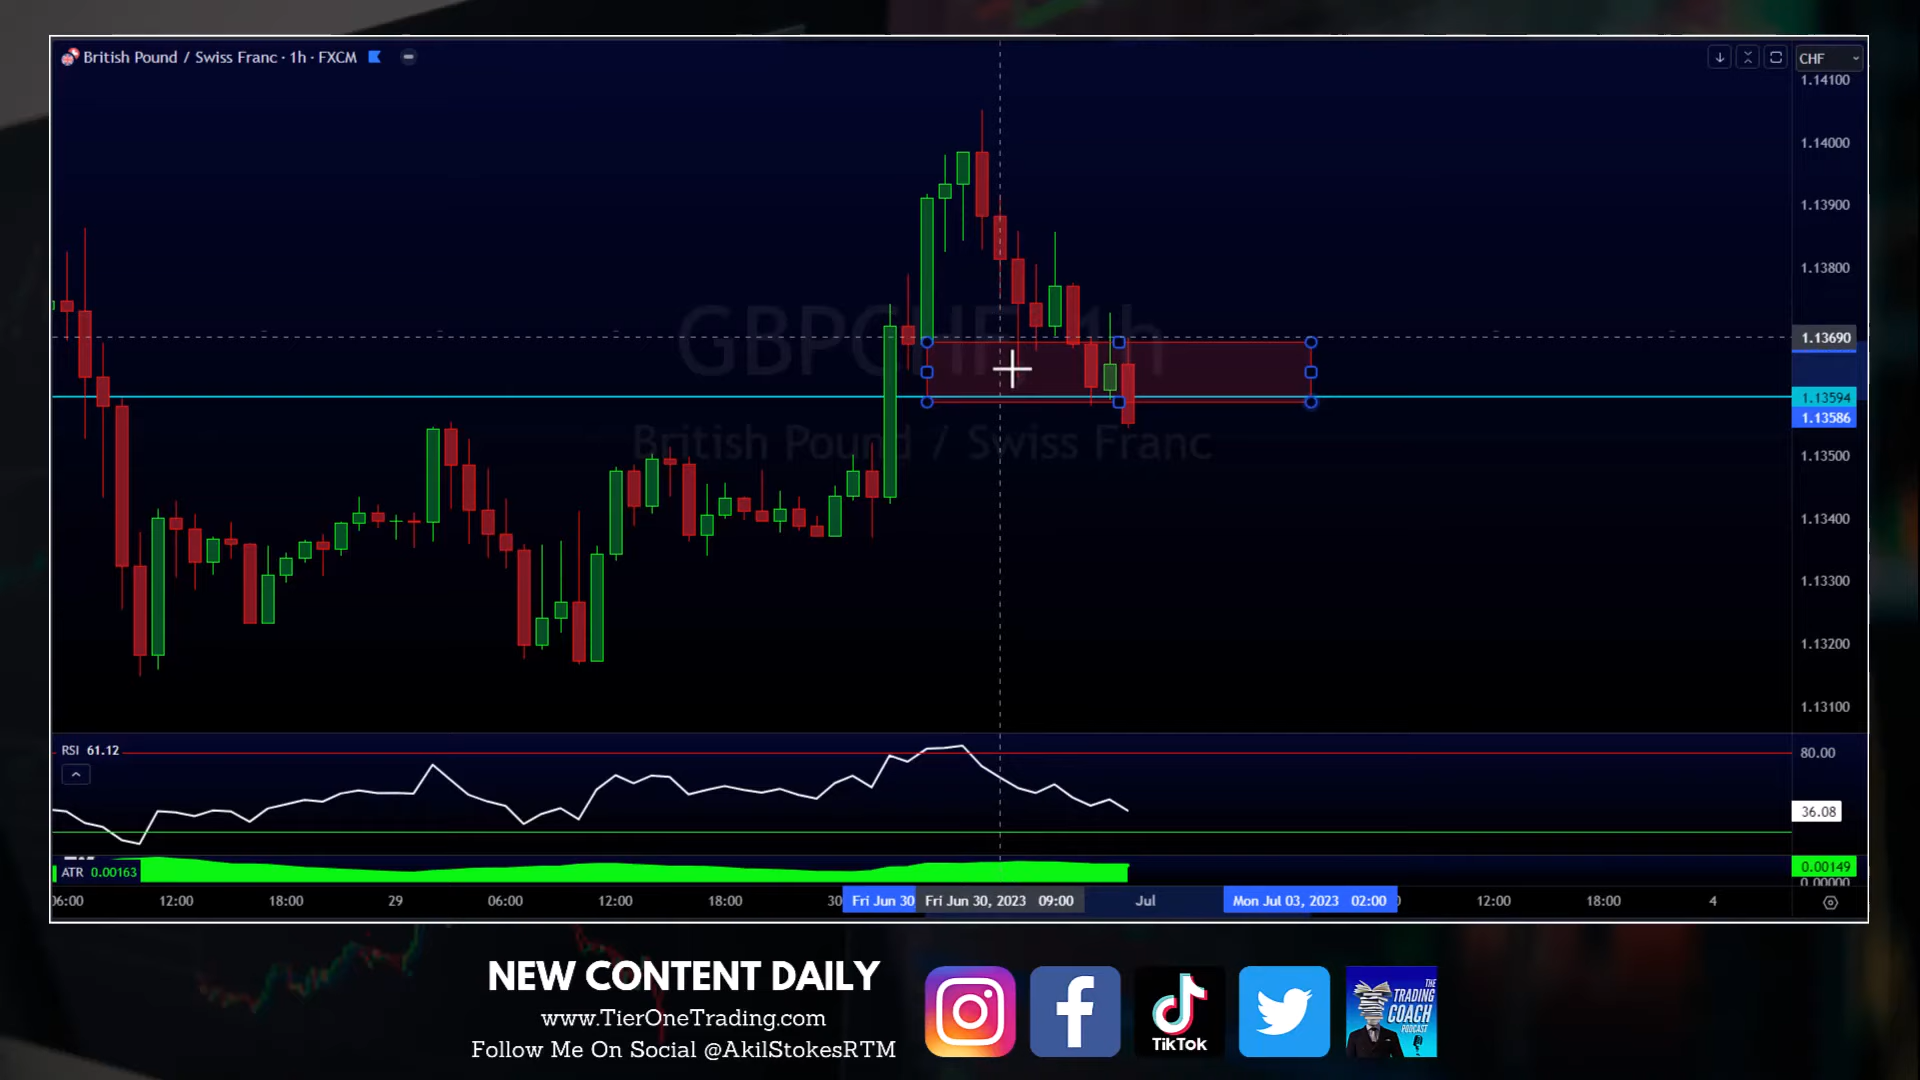 British Pound / Swiss Franc · 1h · FXCM
CHF
1.14100
1.14000
1.13900
1.13800
1.13690
1.13594
1.13586
1.13500
1.13400
1.13300
1.13200
1.13100
GBPCHF, 1h
British Pound / Swiss Franc
RSI 61.12
80.00
36.08
ATR 0.00163
0.00149
0.00000
06:00 12:00 18:00 29 06:00 12:00 18:00 30 Fri Jun 30 Fri Jun 30, 2023 09:00 Jul Mon Jul 03, 2023 02:00 12:00 18:00 4
NEW CONTENT DAILY
www.TierOneTrading.com
Follow Me On Social @AkilStokesRTM
TikTok
THE
TRADING
COACH
PODCAST